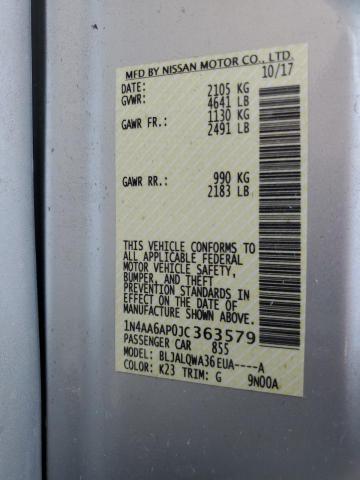 MFD BY NISSAN MOTOR CO., LTD.
DATE: 10/17
GVWR: 2105 KG
4641 LB
GAWR FR.: 1130 KG
2491 LB
GAWR RR.: 990 KG
2183 LB
THIS VEHICLE CONFORMS TO
ALL APPLICABLE FEDERAL
MOTOR VEHICLE SAFETY,
BUMPER, AND THEFT
PREVENTION STANDARDS IN
EFFECT ON THE DATE OF
MANUFACTURE SHOWN ABOVE.
1N4AA6AP0JC363579
PASSENGER CAR 855
MODEL: BLJALQWA36EUA----A
COLOR: K23 TRIM: G 9N00A